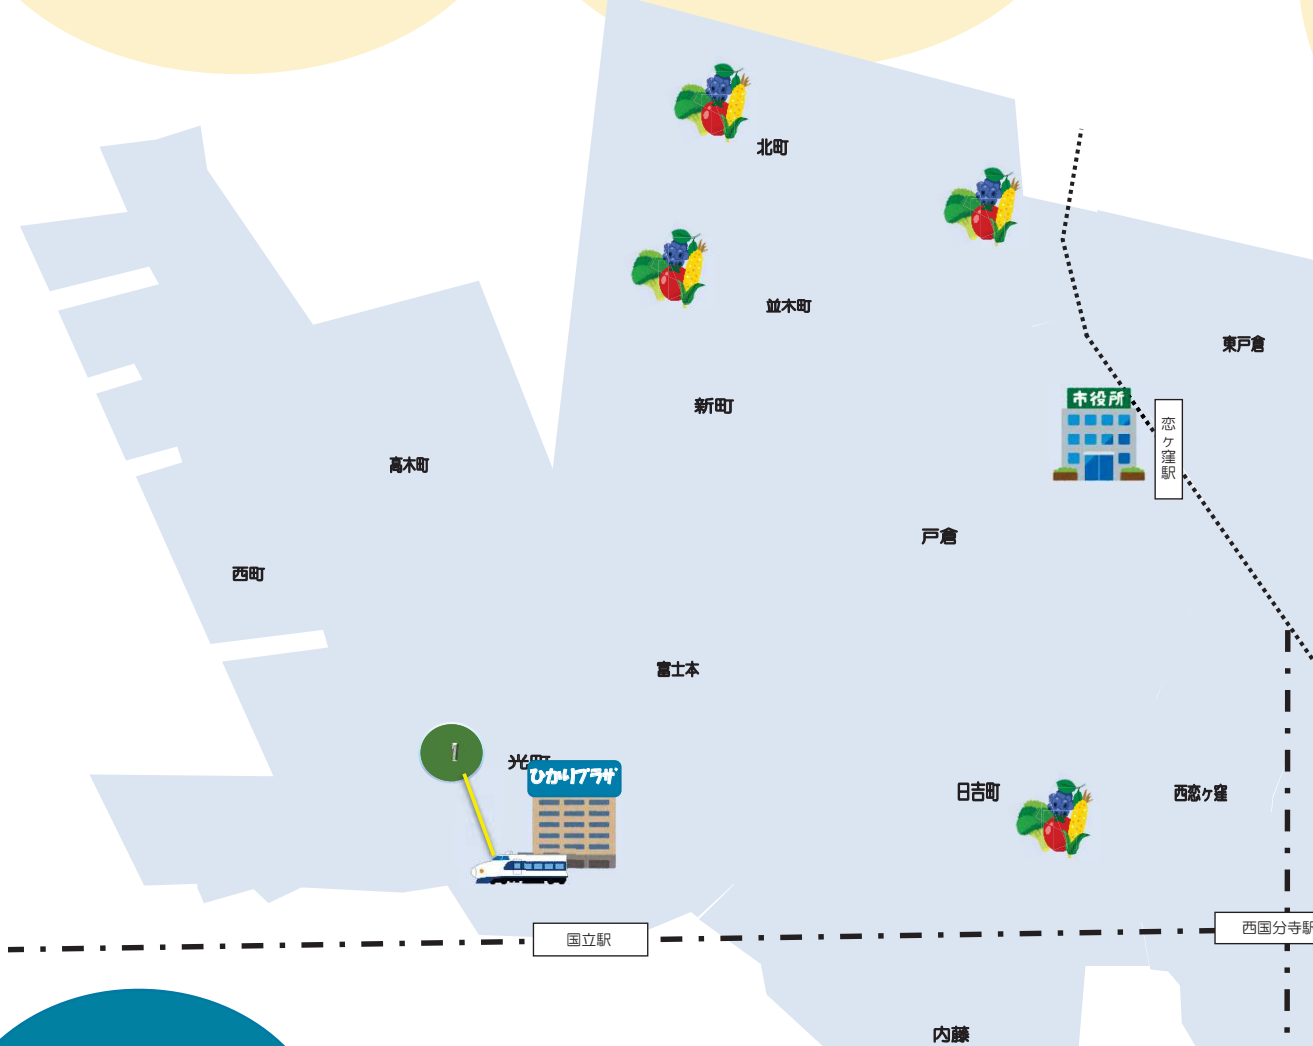 北町
並木町
東戸倉
市役所
新町
恋ヶ窪駅
高木町
戸倉
西町
富士本
1
光町
ひかりプラザ
日吉町
西恋ヶ窪
国立駅
西国分寺駅
内藤